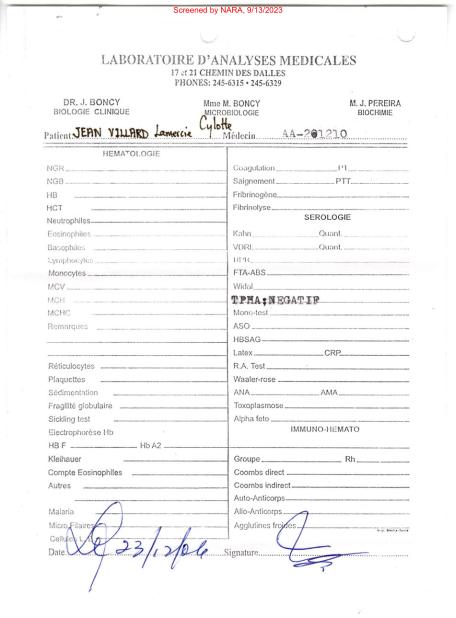 Screened by NARA, 9/13/2023
LABORATOIRE D'ANALYSES MEDICALES
17 et 21 CHEMIN DES DALLES
PHONES: 245-6315 • 245-6329
DR. J. BONCY
BIOLOGIE CLINIQUE
Mme M. BONCY
MICROBIOLOGIE
M. J. PEREIRA
BIOCHIMIE
Patient JEAN VILLARD Lamercie Cylotte Médecin AA-201210
HEMATOLOGIE
NGR
NGB
HB
HCT
Neutrophiles
Eosinophiles
Basophiles
Lymphocytes
Monocytes
MCV
MCH
MCHC
Remarques
Réticulocytes
Plaquettes
Sédimentation
Fragilité globulaire
Sickling test
Electrophorèse Hb
HB F Hb A2
Kleihauer
Compte Eosinophiles
Autres
Malaria
Micro Filaires
Cellules L.
Date 23/12/04
Coagulation PT
Saignement PTT
Fibrinogène
Fibrinolyse
SEROLOGIE
Kahn Quant.
VDRL Quant.
RPR
FTA-ABS
Widal
TPHA:NEGATIF
Mono-test
ASO
HBSAG
Latex CRP
R.A. Test
Waaler-rose
ANA AMA
Toxoplasmose
Alpha feto
IMMUNO-HEMATO
Groupe Rh
Coombs direct
Coombs indirect
Auto-Anticorps
Allo-Anticorps
Agglutines froides
Signature